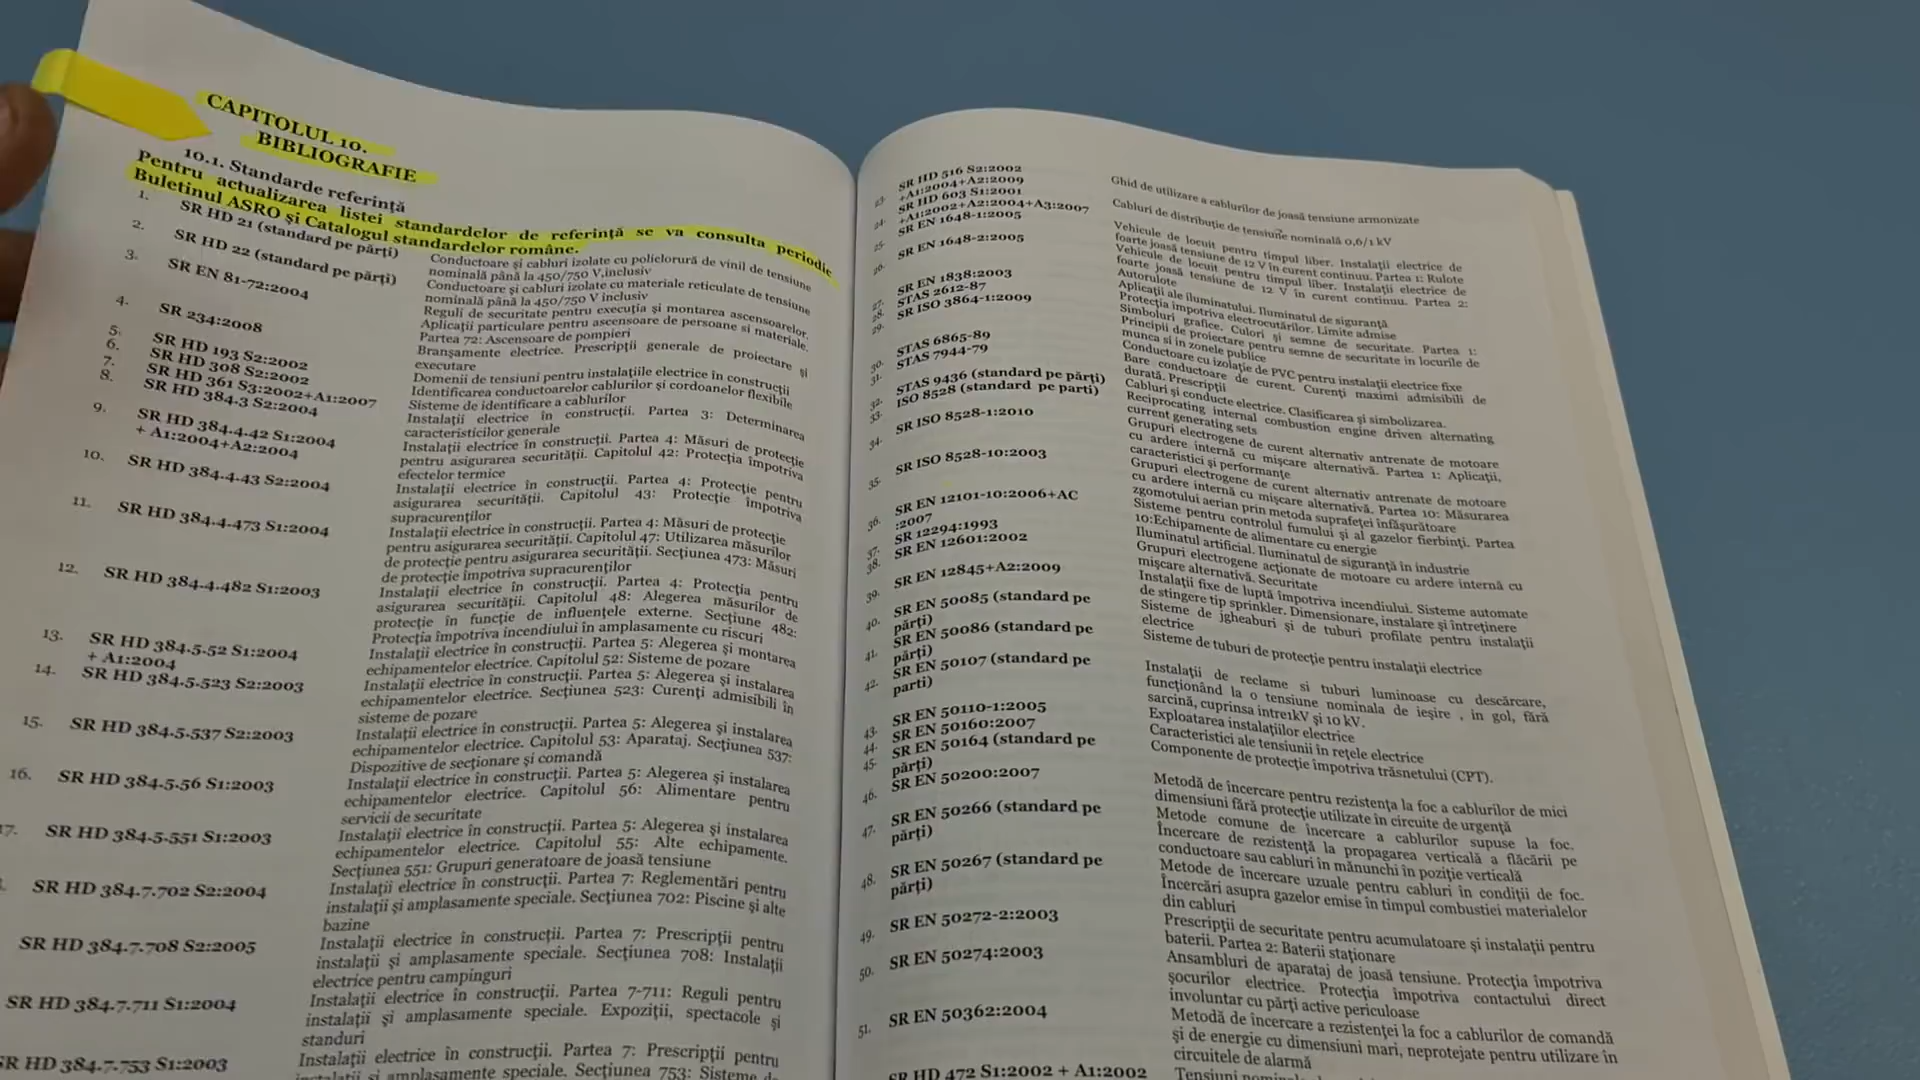 CAPITOLUL 10.
BIBLIOGRAFIE
10.1. Standarde referință
Pentru actualizarea listei standardelor de referință se va consulta periodic
Buletinul ASRO și Catalogul standardelor române.
1. SR HD 21 (standard pe părți)
Conductoare și cabluri izolate cu policlorură de vinil de tensiune
nominală până la 450/750 V,inclusiv
2. SR HD 22 (standard pe părți)
Conductoare și cabluri izolate cu materiale reticulate de tensiune
nominală până la 450/750 V inclusiv
3. SR EN 81-72:2004
Reguli de securitate pentru execuția și montarea ascensoarelor.
Aplicații particulare pentru ascensoare de persoane si materiale.
Partea 72: Ascensoare de pompieri
4. SR 234:2008
Branșamente electrice. Prescripții generale de proiectare și
executare
5. SR HD 193 S2:2002
Domenii de tensiuni pentru instalațiile electrice în construcții
6. SR HD 308 S2:2002
Identificarea conductoarelor cablurilor și cordoanelor flexibile
7. SR HD 361 S3:2002+A1:2007
Sisteme de identificare a cablurilor
8. SR HD 384.3 S2:2004
Instalații electrice în construcții. Partea 3: Determinarea
caracteristicilor generale
9. SR HD 384.4.42 S1:2004
+ A1:2004+A2:2004
Instalații electrice în construcții. Partea 4: Măsuri de protecție
pentru asigurarea securității. Capitolul 42: Protecția împotriva
efectelor termice
10. SR HD 384.4.43 S2:2004
Instalații electrice în construcții. Partea 4: Protecție pentru
asigurarea securității. Capitolul 43: Protecție împotriva
supracurenților
11. SR HD 384.4.473 S1:2004
Instalații electrice în construcții. Partea 4: Măsuri de protecție
pentru asigurarea securității. Capitolul 47: Utilizarea măsurilor
de protecție pentru asigurarea securității. Secțiunea 473: Măsuri
de protecție împotriva supracurenților
12. SR HD 384.4.482 S1:2003
Instalații electrice în construcții. Partea 4: Protecția pentru
asigurarea securității. Capitolul 48: Alegerea măsurilor de
protecție în funcție de influențele externe. Secțiune 482:
Protecția împotriva incendiului în amplasamente cu riscuri
13. SR HD 384.5.52 S1:2004
+ A1:2004
Instalații electrice în construcții. Partea 5: Alegerea și montarea
echipamentelor electrice. Capitolul 52: Sisteme de pozare
14. SR HD 384.5.523 S2:2003
Instalații electrice în construcții. Partea 5: Alegerea și instalarea
echipamentelor electrice. Secțiunea 523: Curenți admisibili în
sisteme de pozare
15. SR HD 384.5.537 S2:2003
Instalații electrice în construcții. Partea 5: Alegerea și instalarea
echipamentelor electrice. Capitolul 53: Aparataj. Secțiunea 537:
Dispozitive de secționare și comandă
16. SR HD 384.5.56 S1:2003
Instalații electrice în construcții. Partea 5: Alegerea și instalarea
echipamentelor electrice. Capitolul 56: Alimentare pentru
servicii de securitate
17. SR HD 384.5.551 S1:2003
Instalații electrice în construcții. Partea 5: Alegerea și instalarea
echipamentelor electrice. Capitolul 55: Alte echipamente.
Secțiunea 551: Grupuri generatoare de joasă tensiune
SR HD 384.7.702 S2:2004
Instalații electrice în construcții. Partea 7: Reglementări pentru
instalații și amplasamente speciale. Secțiunea 702: Piscine și alte
bazine
SR HD 384.7.708 S2:2005
Instalații electrice în construcții. Partea 7: Prescripții pentru
instalații și amplasamente speciale. Secțiunea 708: Instalații
electrice pentru campinguri
SR HD 384.7.711 S1:2004
Instalații electrice în construcții. Partea 7-711: Reguli pentru
instalații și amplasamente speciale. Expoziții, spectacole și
standuri
SR HD 384.7.753 S1:2003
Instalații electrice în construcții. Partea 7: Prescripții pentru
instalații și amplasamente speciale. Secțiunea 753: Sisteme de
23. SR HD 516 S2:2002
+A1:2004+A2:2009
Ghid de utilizare a cablurilor de joasă tensiune armonizate
24. SR HD 603 S1:2001
+A1:2002+A2:2004+A3:2007
Cabluri de distribuție de tensiune nominală 0,6/1 kV
25. SR EN 1648-1:2005
Vehicule de locuit pentru timpul liber. Instalații electrice de
foarte joasă tensiune de 12 V în curent continuu. Partea 1: Rulote
26. SR EN 1648-2:2005
Vehicule de locuit pentru timpul liber. Instalații electrice de
foarte joasă tensiune de 12 V în curent continuu. Partea 2:
Autorulote
27. SR EN 1838:2003
Aplicații ale iluminatului. Iluminatul de siguranță
28. STAS 2612-87
Protecția împotriva electrocutărilor. Limite admise
29. SR ISO 3864-1:2009
Simboluri grafice. Culori și semne de securitate. Partea 1:
Principii de proiectare pentru semne de securitate in locurile de
munca si in zonele publice
30. STAS 6865-89
Conductoare cu izolație de PVC pentru instalații electrice fixe
31. STAS 7944-79
Bare conductoare de curent. Curenți maximi admisibili de
durată. Prescripții
32. STAS 9436 (standard pe părți)
Cabluri și conducte electrice. Clasificarea și simbolizarea.
33. ISO 8528 (standard pe parti)
Reciprocating internal combustion engine driven alternating
current generating sets
34. SR ISO 8528-1:2010
Grupuri electrogene de curent alternativ antrenate de motoare
cu ardere internă cu mișcare alternativă. Partea 1: Aplicații,
caracteristici și performanțe
35. SR ISO 8528-10:2003
Grupuri electrogene de curent alternativ antrenate de motoare
cu ardere internă cu mișcare alternativă. Partea 10: Măsurarea
zgomotului aerian prin metoda suprafeței înfășurătoare
36. SR EN 12101-10:2006+AC
:2007
Sisteme pentru controlul fumului și al gazelor fierbinți. Partea
10:Echipamente de alimentare cu energie
37. SR 12294:1993
Iluminatul artificial. Iluminatul de siguranță în industrie
38. SR EN 12601:2002
Grupuri electrogene acționate de motoare cu ardere internă cu
mișcare alternativă. Securitate
39. SR EN 12845+A2:2009
Instalații fixe de luptă împotriva incendiului. Sisteme automate
de stingere tip sprinkler. Dimensionare, instalare și întreținere
40. SR EN 50085 (standard pe
părți)
Sisteme de jgheaburi și de tuburi profilate pentru instalații
electrice
41. SR EN 50086 (standard pe
părți)
Sisteme de tuburi de protecție pentru instalații electrice
42. SR EN 50107 (standard pe
parti)
Instalații de reclame si tuburi luminoase cu descărcare,
funcționând la o tensiune nominala de ieșire , in gol, fără
sarcină, cuprinsa intre1kV și 10 kV.
43. SR EN 50110-1:2005
Exploatarea instalațiilor electrice
44. SR EN 50160:2007
Caracteristici ale tensiunii în rețele electrice
45. SR EN 50164 (standard pe
părți)
Componente de protecție împotriva trăsnetului (CPT).
46. SR EN 50200:2007
Metodă de încercare pentru rezistența la foc a cablurilor de mici
dimensiuni fără protecție utilizate în circuite de urgență
47. SR EN 50266 (standard pe
părți)
Metode comune de încercare a cablurilor supuse la foc.
Încercare de rezistență la propagarea verticală a flăcării pe
conductoare sau cabluri în mănunchi în poziție verticală
48. SR EN 50267 (standard pe
părți)
Metode de încercare uzuale pentru cabluri în condiții de foc.
Încercări asupra gazelor emise în timpul combustiei materialelor
din cabluri
49. SR EN 50272-2:2003
Prescripții de securitate pentru acumulatoare și instalații pentru
baterii. Partea 2: Baterii staționare
50. SR EN 50274:2003
Ansambluri de aparataj de joasă tensiune. Protecția împotriva
șocurilor electrice. Protecția împotriva contactului direct
involuntar cu părți active periculoase
51. SR EN 50362:2004
Metodă de încercare a rezistenței la foc a cablurilor de comandă
și de energie cu dimensiuni mari, neprotejate pentru utilizare în
circuitele de alarmă
SR HD 472 S1:2002 + A1:2002
Tensiuni